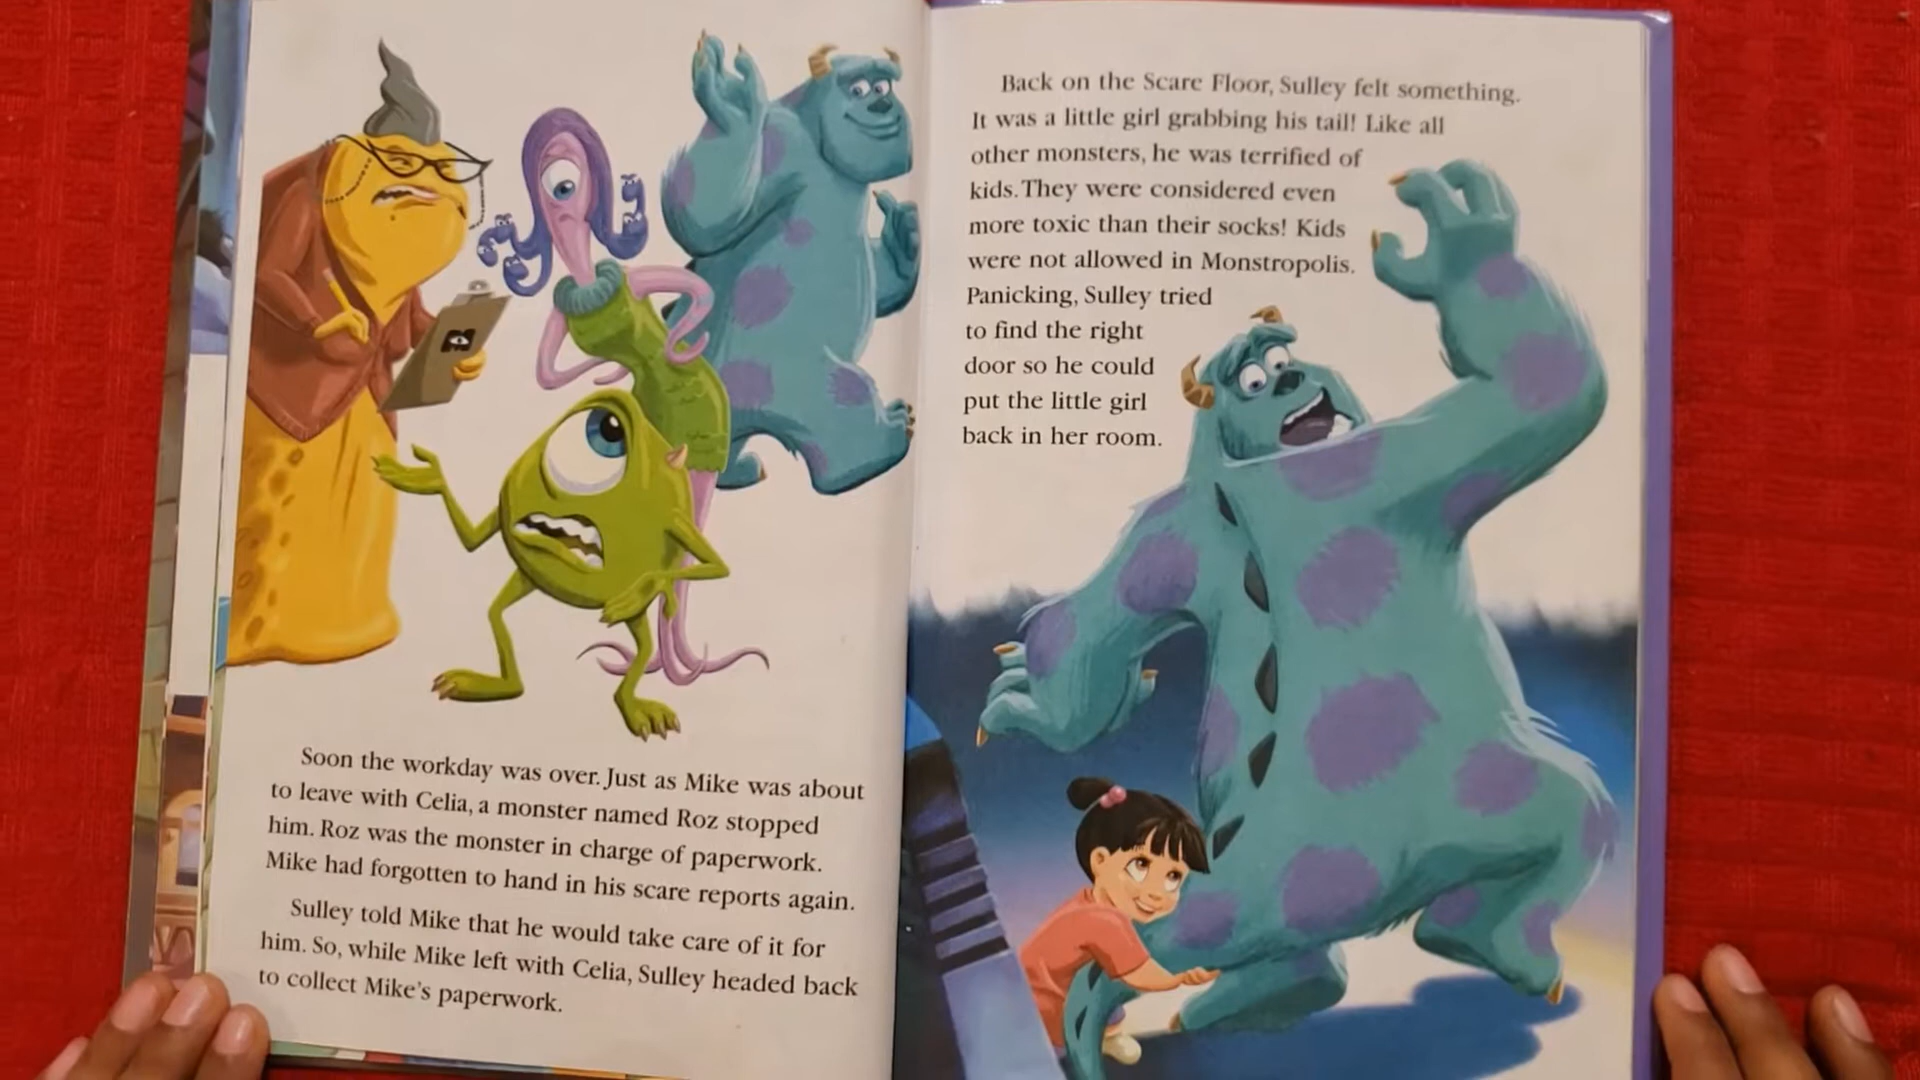 Soon the workday was over. Just as Mike was about
to leave with Celia, a monster named Roz stopped
him. Roz was the monster in charge of paperwork.
Mike had forgotten to hand in his scare reports again.
Sulley told Mike that he would take care of it for
him. So, while Mike left with Celia, Sulley headed back
to collect Mike's paperwork.
Back on the Scare Floor, Sulley felt something.
It was a little girl grabbing his tail! Like all
other monsters, he was terrified of
kids. They were considered even
more toxic than their socks! Kids
were not allowed in Monstropolis.
Panicking, Sulley tried
to find the right
door so he could
put the little girl
back in her room.